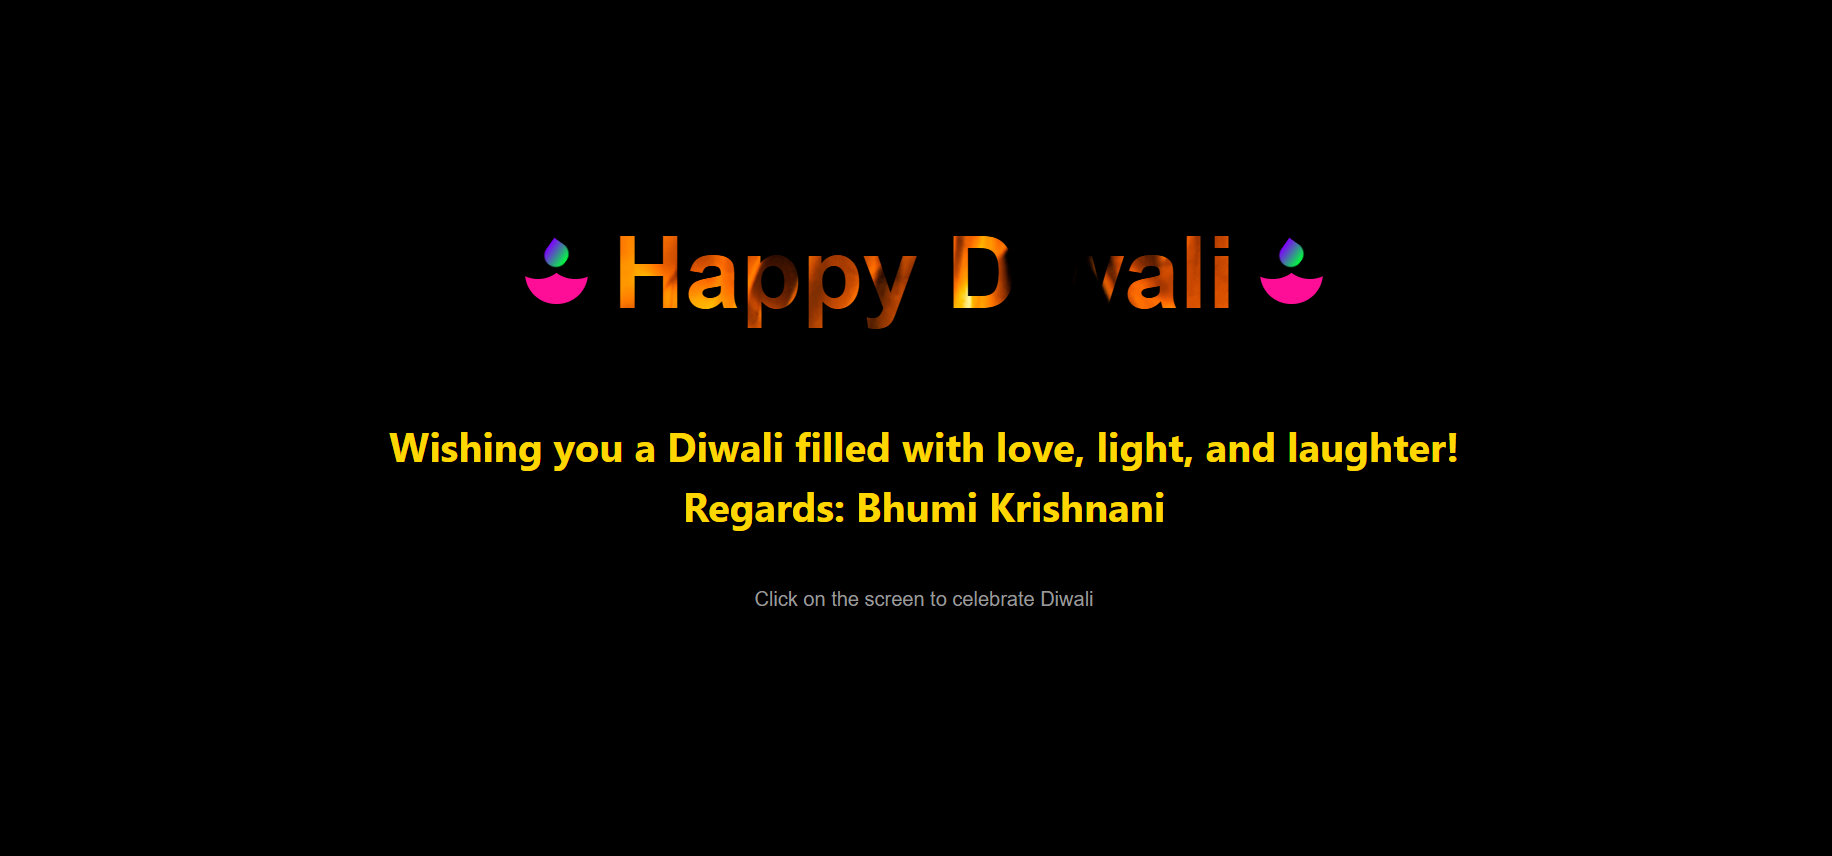 Happy Diwali
Wishing you a Diwali filled with love, light, and laughter!
Regards: Bhumi Krishnani
Click on the screen to celebrate Diwali